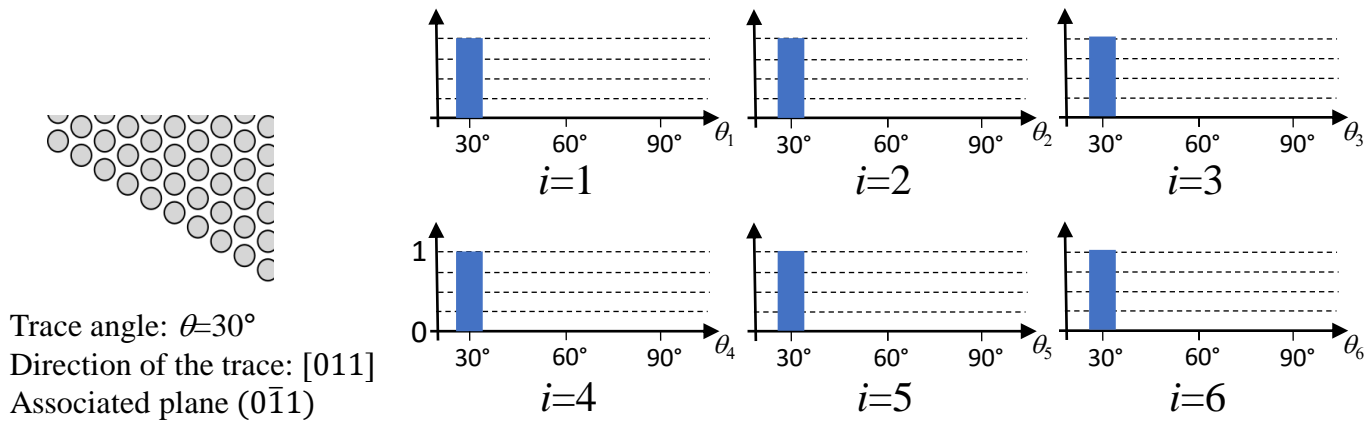 θ₁
30° 60° 90°
i=1
θ₂
30° 60° 90°
i=2
θ₃
30° 60° 90°
i=3
1
0
θ₄
30° 60° 90°
i=4
θ₅
30° 60° 90°
i=5
θ₆
30° 60° 90°
i=6
Trace angle: θ=30°
Direction of the trace: [011]
Associated plane (01̅1)